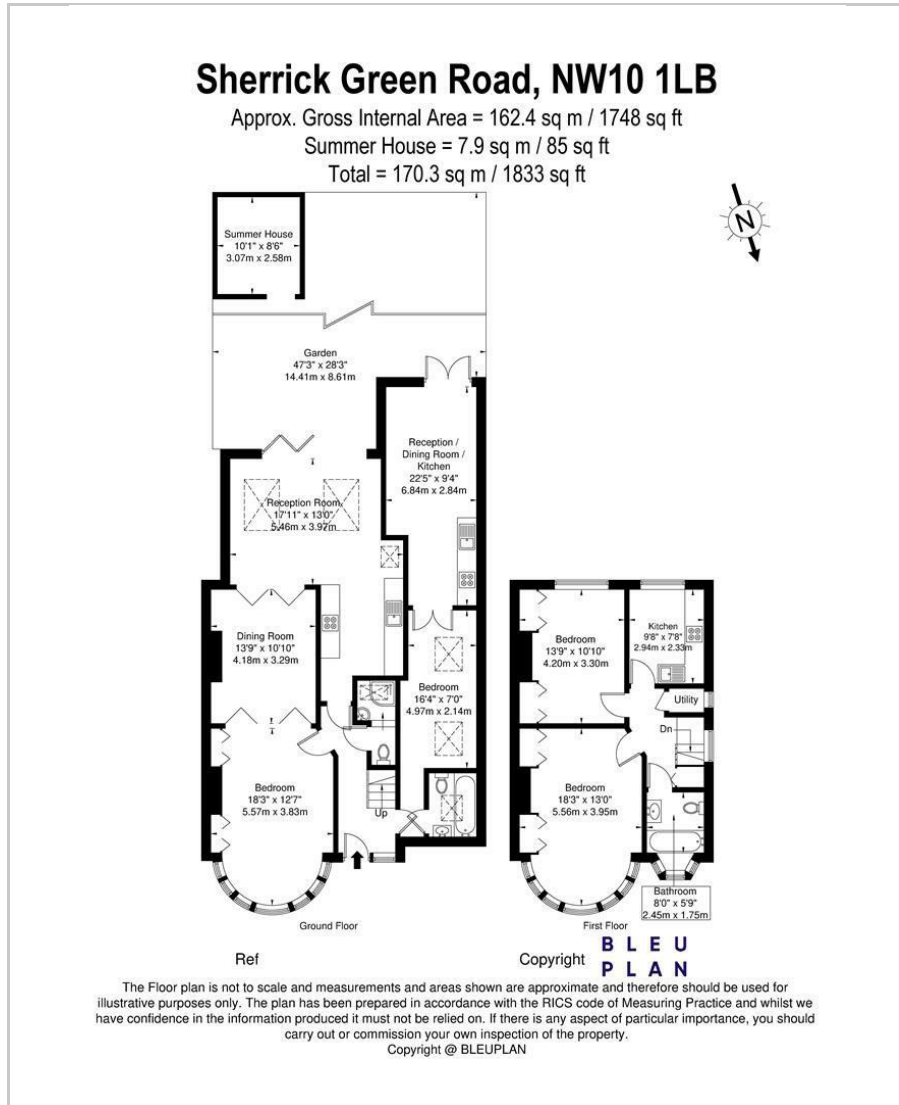 Sherrick Green Road, NW10 1LB
Approx. Gross Internal Area = 162.4 sq m / 1748 sq ft
Summer House = 7.9 sq m / 85 sq ft
Total = 170.3 sq m / 1833 sq ft
N
Summer House
10'1" x 8'6"
3.07m x 2.58m
Garden
47'3" x 28'3"
14.41m x 8.61m
Reception /
Dining Room /
Kitchen
22'5" x 9'4"
6.84m x 2.84m
Reception Room
17'11" x 13'0"
5.46m x 3.97m
Dining Room
13'9" x 10'10"
4.18m x 3.29m
Bedroom
16'4" x 7'0"
4.97m x 2.14m
Bedroom
18'3" x 12'7"
5.57m x 3.83m
Up
Ground Floor
Bedroom
13'9" x 10'10"
4.20m x 3.30m
Kitchen
9'8" x 7'8"
2.94m x 2.33m
Utility
Dn
Bedroom
18'3" x 13'0"
5.56m x 3.95m
Bathroom
8'0" x 5'9"
2.45m x 1.75m
First Floor
Ref
Copyright
BLEU
PLAN
The Floor plan is not to scale and measurements and areas shown are approximate and therefore should be used for
illustrative purposes only. The plan has been prepared in accordance with the RICS code of Measuring Practice and whilst we
have confidence in the information produced it must not be relied on. If there is any aspect of particular importance, you should
carry out or commission your own inspection of the property.
Copyright @ BLEUPLAN